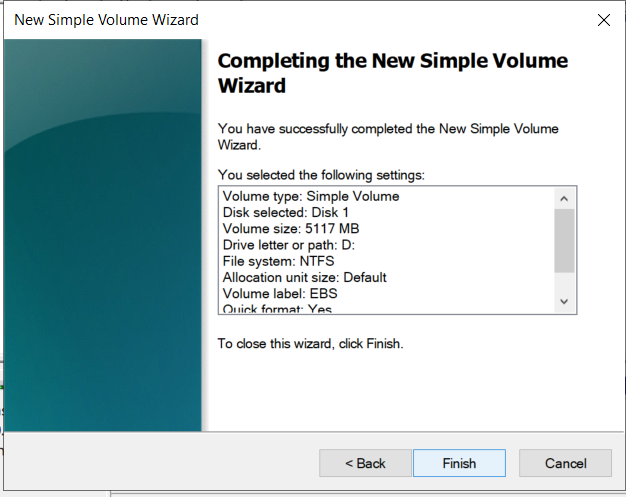 New Simple Volume Wizard
Completing the New Simple Volume
Wizard
You have successfully completed the New Simple Volume
Wizard.
You selected the following settings:
Volume type: Simple Volume
Disk selected: Disk 1
Volume size: 5117 MB
Drive letter or path: D:
File system: NTFS
Allocation unit size: Default
Volume label: EBS
Quick format: Yes
To close this wizard, click Finish.
< Back
Finish
Cancel